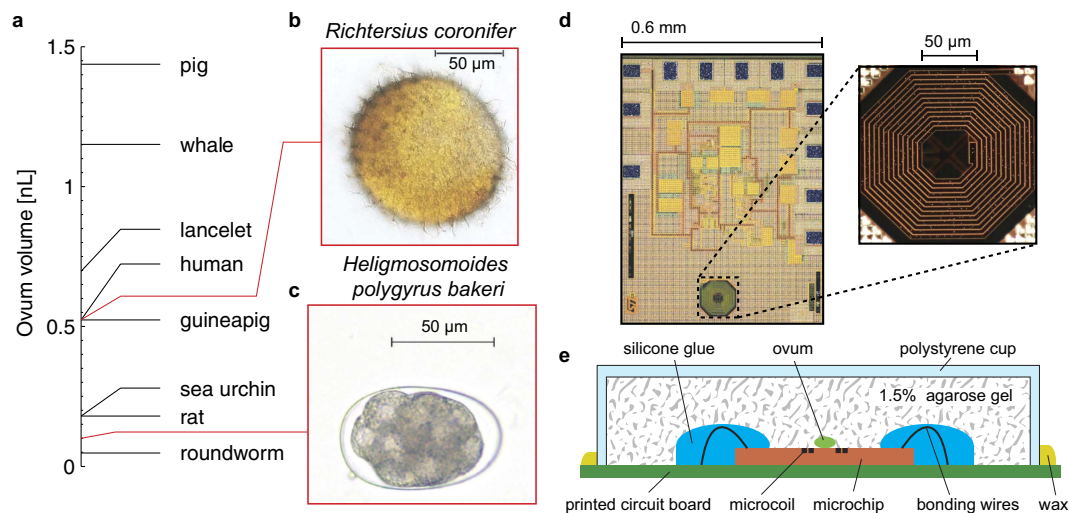 a
1.5
1
0.5
0
Ovum volume [nL]
pig
whale
lancelet
human
guineapig
sea urchin
rat
roundworm
b
Richtersius coronifer
50 µm
Heligmosomoides
polygyrus bakeri
c
50 µm
d
0.6 mm
50 µm
e
silicone glue
ovum
polystyrene cup
1.5% agarose gel
printed circuit board
microcoil
microchip
bonding wires
wax